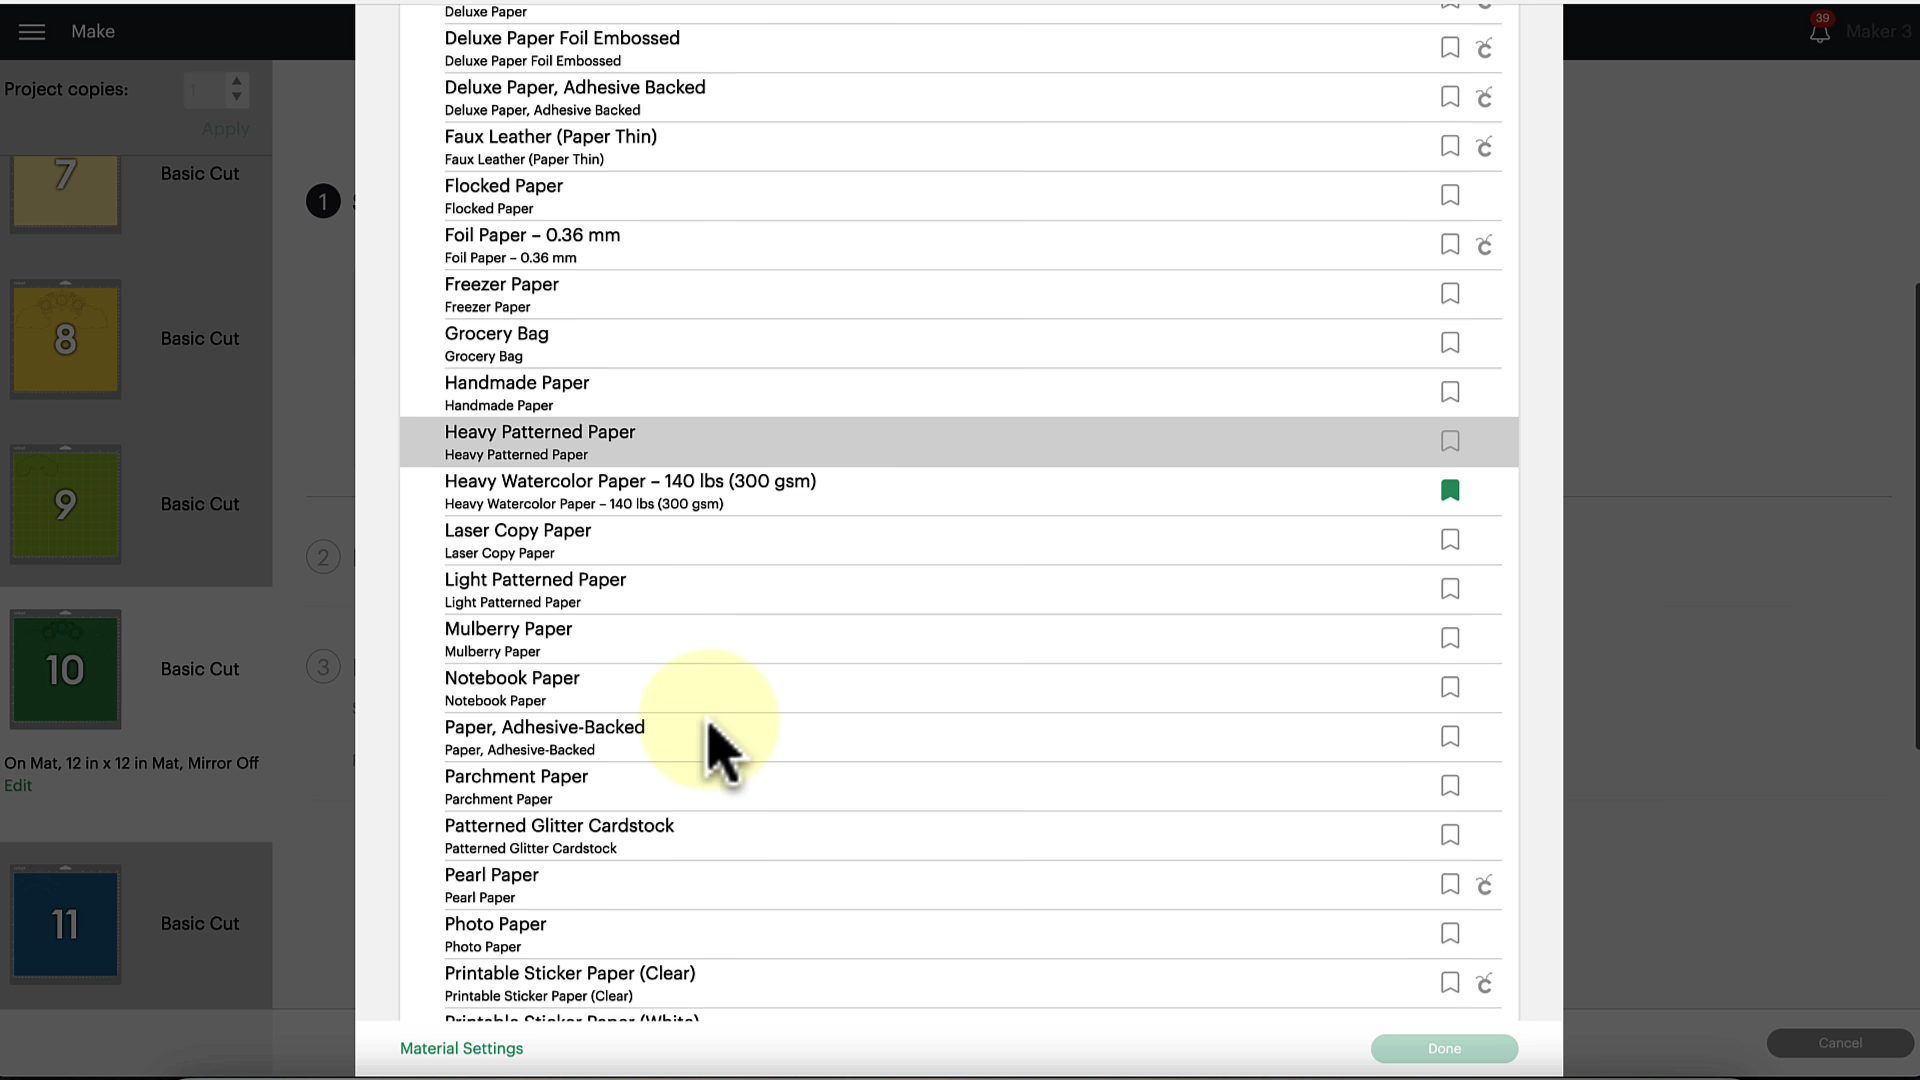 Make
39
Maker 3
Project copies:
1
Apply
7
Basic Cut
8
Basic Cut
9
Basic Cut
10
Basic Cut
On Mat, 12 in x 12 in Mat, Mirror Off
Edit
11
Basic Cut
1
2
3
Deluxe Paper
Deluxe Paper Foil Embossed
Deluxe Paper Foil Embossed
Deluxe Paper, Adhesive Backed
Deluxe Paper, Adhesive Backed
Faux Leather (Paper Thin)
Faux Leather (Paper Thin)
Flocked Paper
Flocked Paper
Foil Paper – 0.36 mm
Foil Paper – 0.36 mm
Freezer Paper
Freezer Paper
Grocery Bag
Grocery Bag
Handmade Paper
Handmade Paper
Heavy Patterned Paper
Heavy Patterned Paper
Heavy Watercolor Paper – 140 lbs (300 gsm)
Heavy Watercolor Paper – 140 lbs (300 gsm)
Laser Copy Paper
Laser Copy Paper
Light Patterned Paper
Light Patterned Paper
Mulberry Paper
Mulberry Paper
Notebook Paper
Notebook Paper
Paper, Adhesive-Backed
Paper, Adhesive-Backed
Parchment Paper
Parchment Paper
Patterned Glitter Cardstock
Patterned Glitter Cardstock
Pearl Paper
Pearl Paper
Photo Paper
Photo Paper
Printable Sticker Paper (Clear)
Printable Sticker Paper (Clear)
Printable Sticker Paper (White)
Material Settings
Done
Cancel